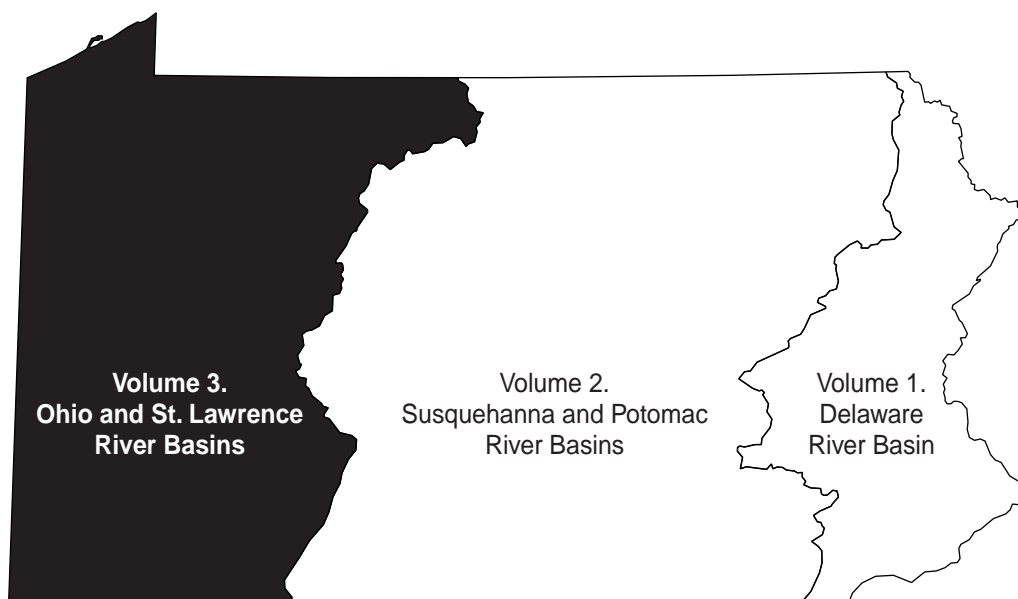 Volume 3.
Ohio and St. Lawrence
River Basins
Volume 2.
Susquehanna and Potomac
River Basins
Volume 1.
Delaware
River Basin